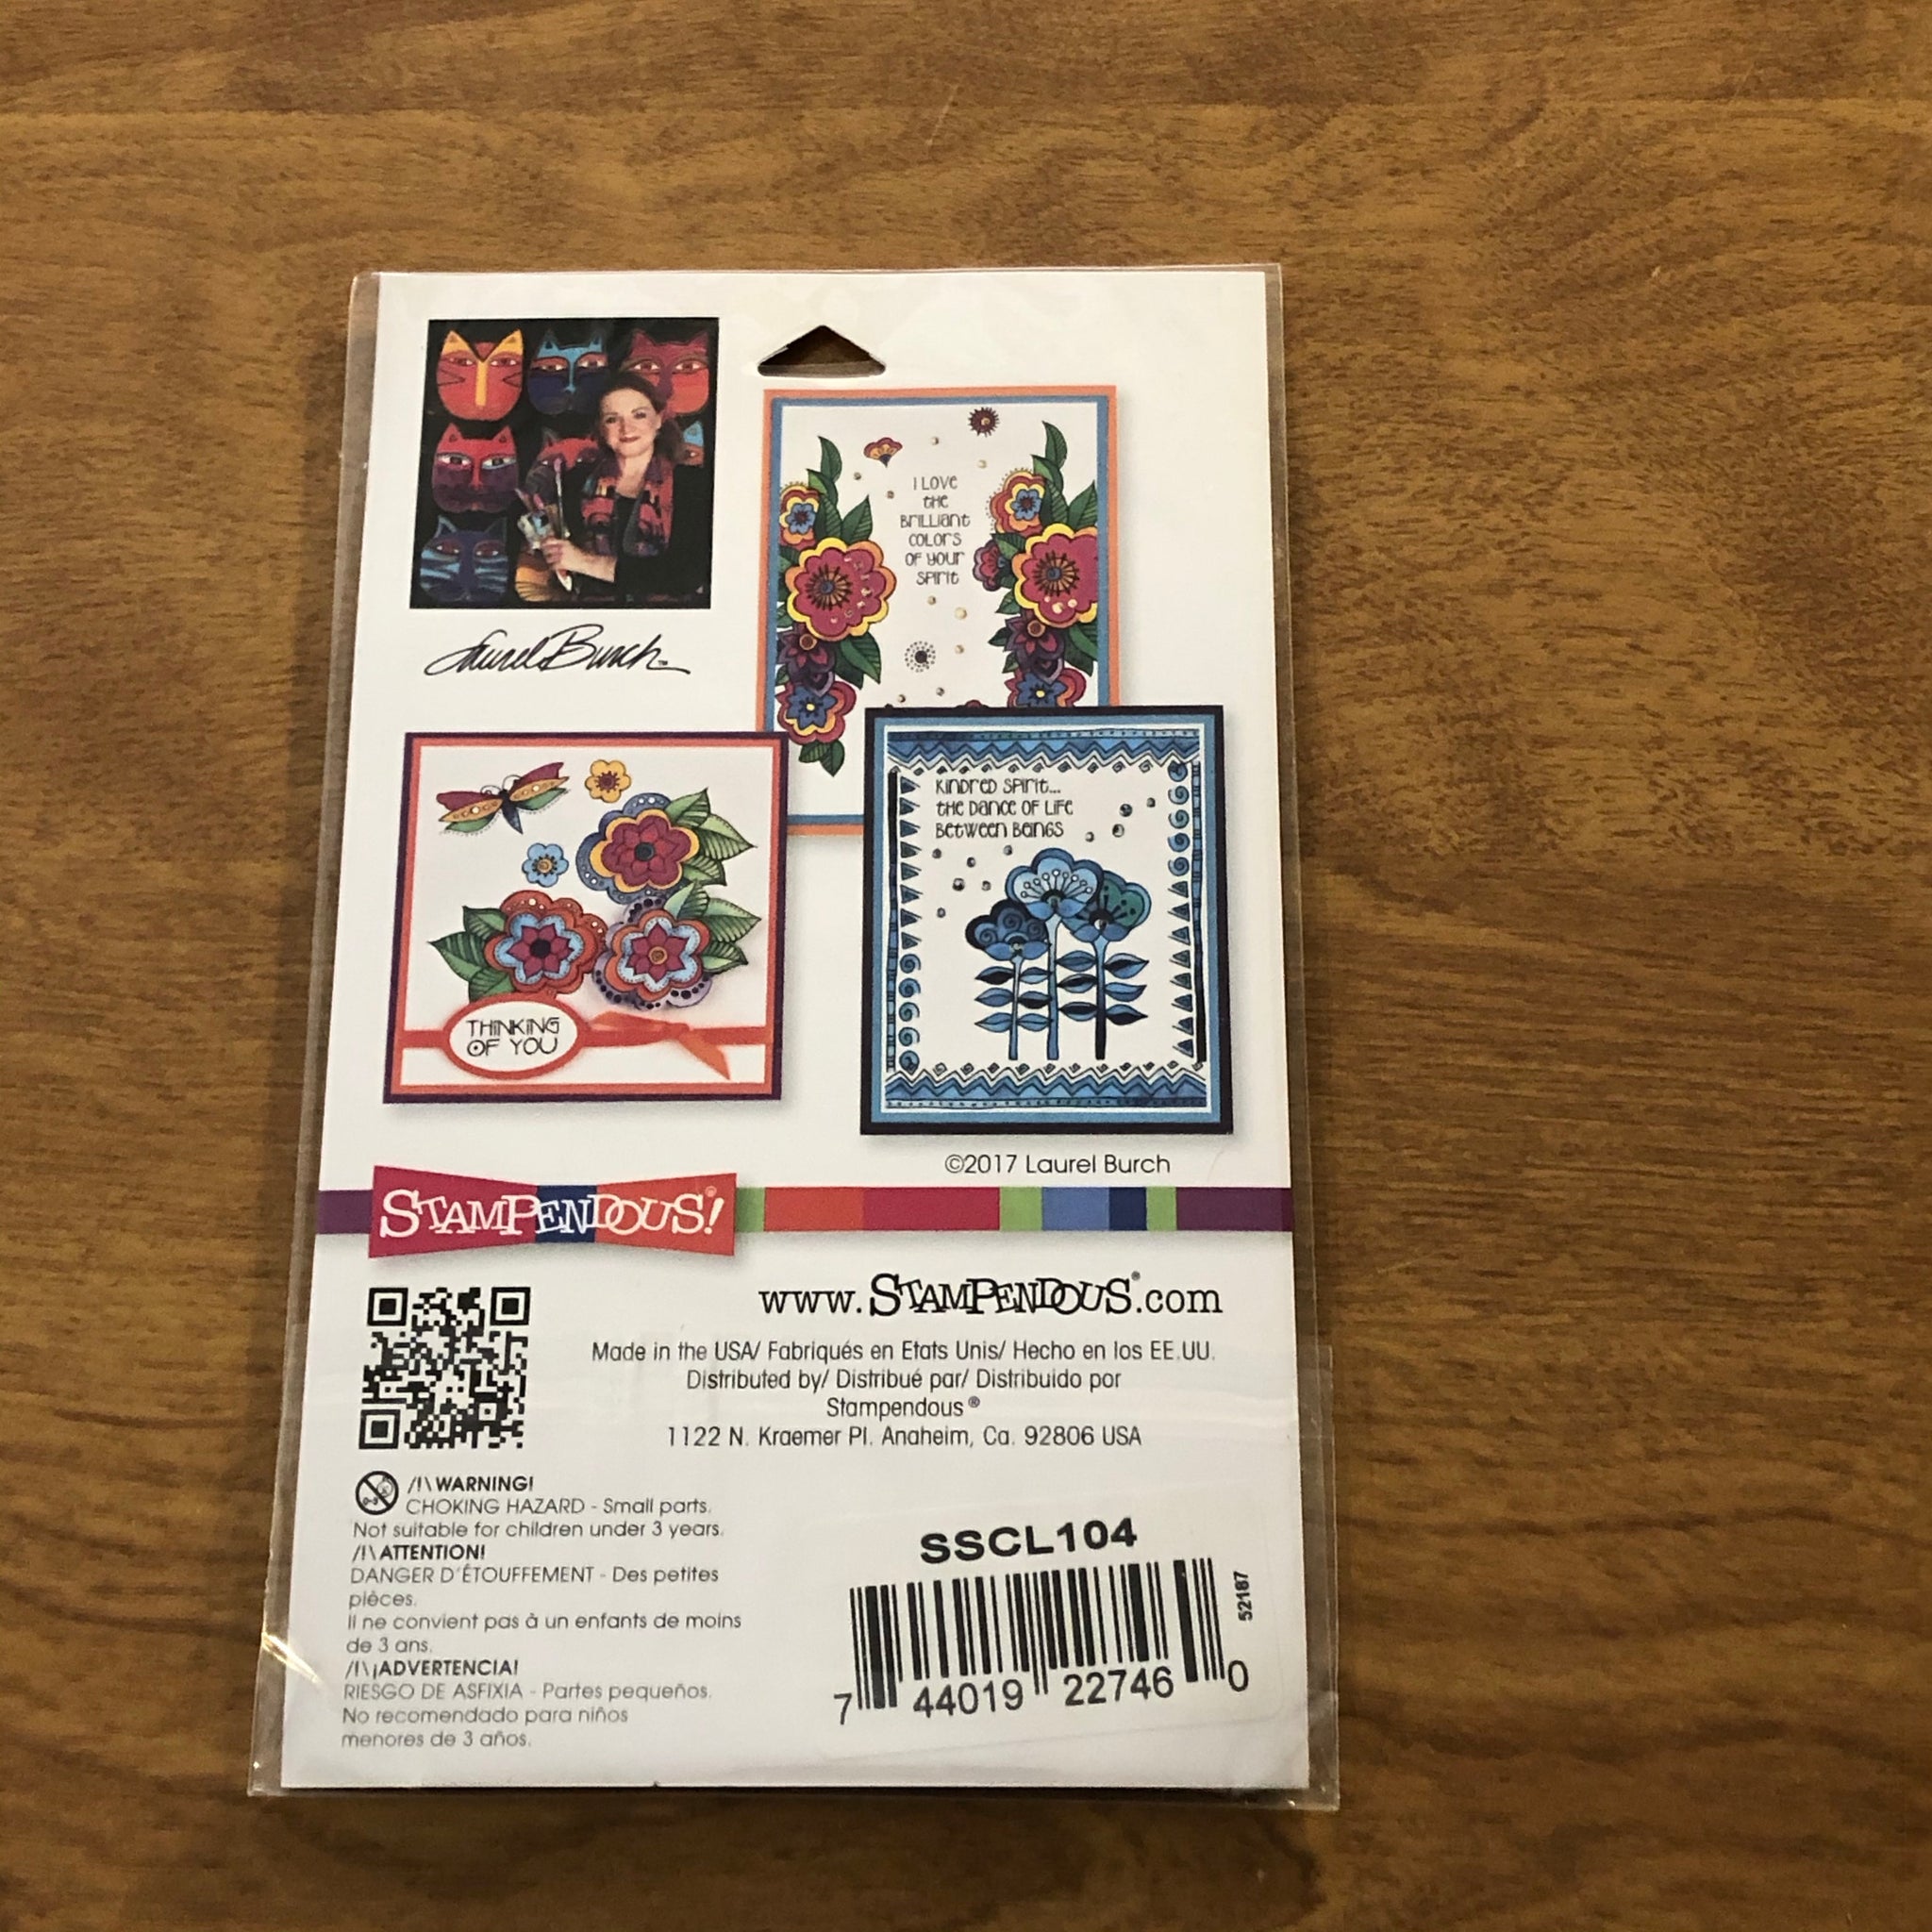 Laurel Burch™
I LOVE
the
BRILLIANT
COLORS
OF YOUR
SPIRIT
KINDRED SPIRIT...
the DANCE OF LIFE
BETWEEN BEINGS
THINKING
OF YOU
©2017 Laurel Burch
STAMPENDOUS!®
www.STAMPENDOUS®.com
Made in the USA/ Fabriqués en Etats Unis/ Hecho en los EE.UU.
Distributed by/ Distribué par/ Distribuido por
Stampendous ®
1122 N. Kraemer Pl. Anaheim, Ca. 92806 USA
/!\ WARNING!
CHOKING HAZARD - Small parts.
Not suitable for children under 3 years.
/!\ ATTENTION!
DANGER D'ÉTOUFFEMENT - Des petites
pièces.
Il ne convient pas à un enfants de moins
de 3 ans.
/!\ ¡ADVERTENCIA!
RIESGO DE ASFIXIA - Partes pequeños.
No recomendado para niños
menores de 3 años.
SSCL104
52187
7 44019 22746 0